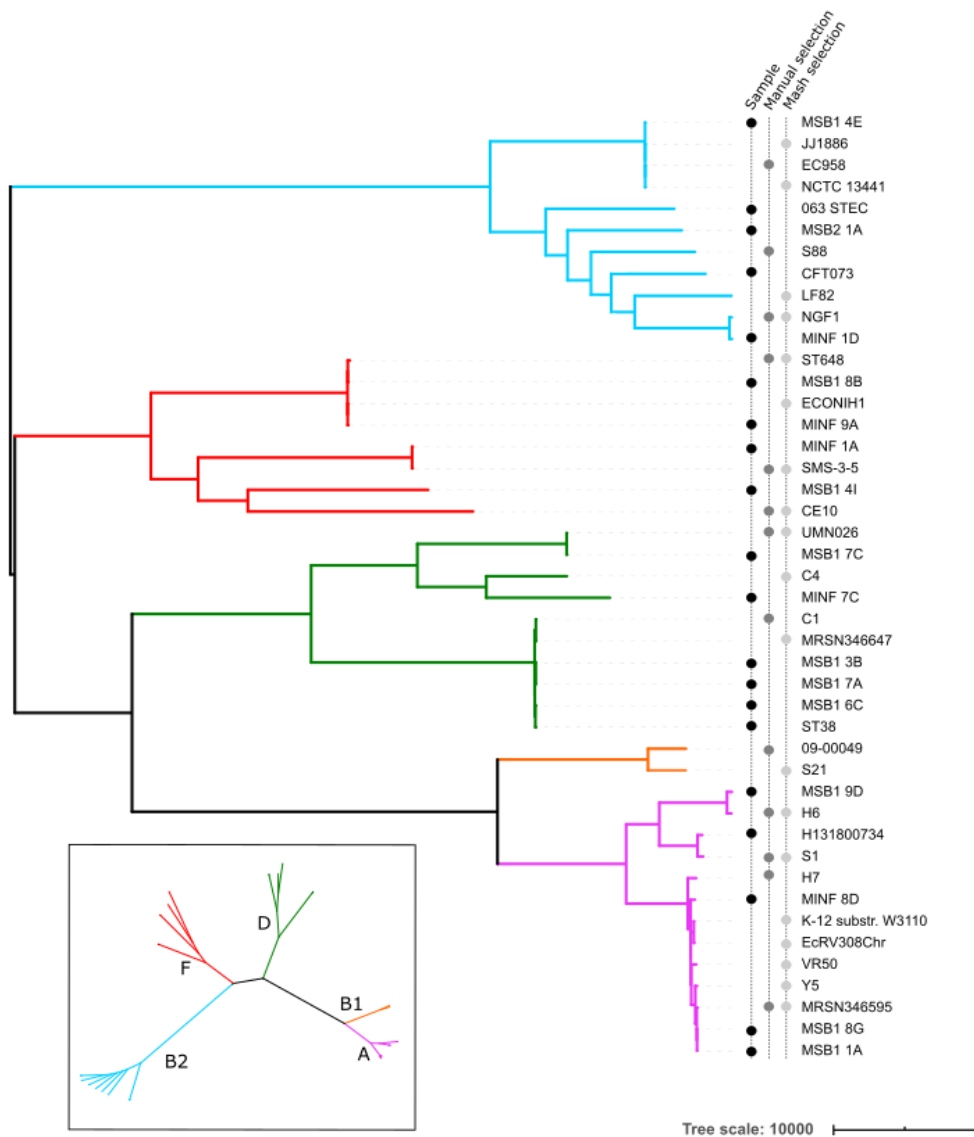 Sample
Manual selection
Mash selection
MSB1 4E
JJ1886
EC958
NCTC 13441
063 STEC
MSB2 1A
S88
CFT073
LF82
NGF1
MINF 1D
ST648
MSB1 8B
ECONIH1
MINF 9A
MINF 1A
SMS-3-5
MSB1 4I
CE10
UMN026
MSB1 7C
C4
MINF 7C
C1
MRSN346647
MSB1 3B
MSB1 7A
MSB1 6C
ST38
09-00049
S21
MSB1 9D
H6
H131800734
S1
H7
MINF 8D
K-12 substr. W3110
EcRV308Chr
VR50
Y5
MRSN346595
MSB1 8G
MSB1 1A
D
F
B1
A
B2
Tree scale: 10000